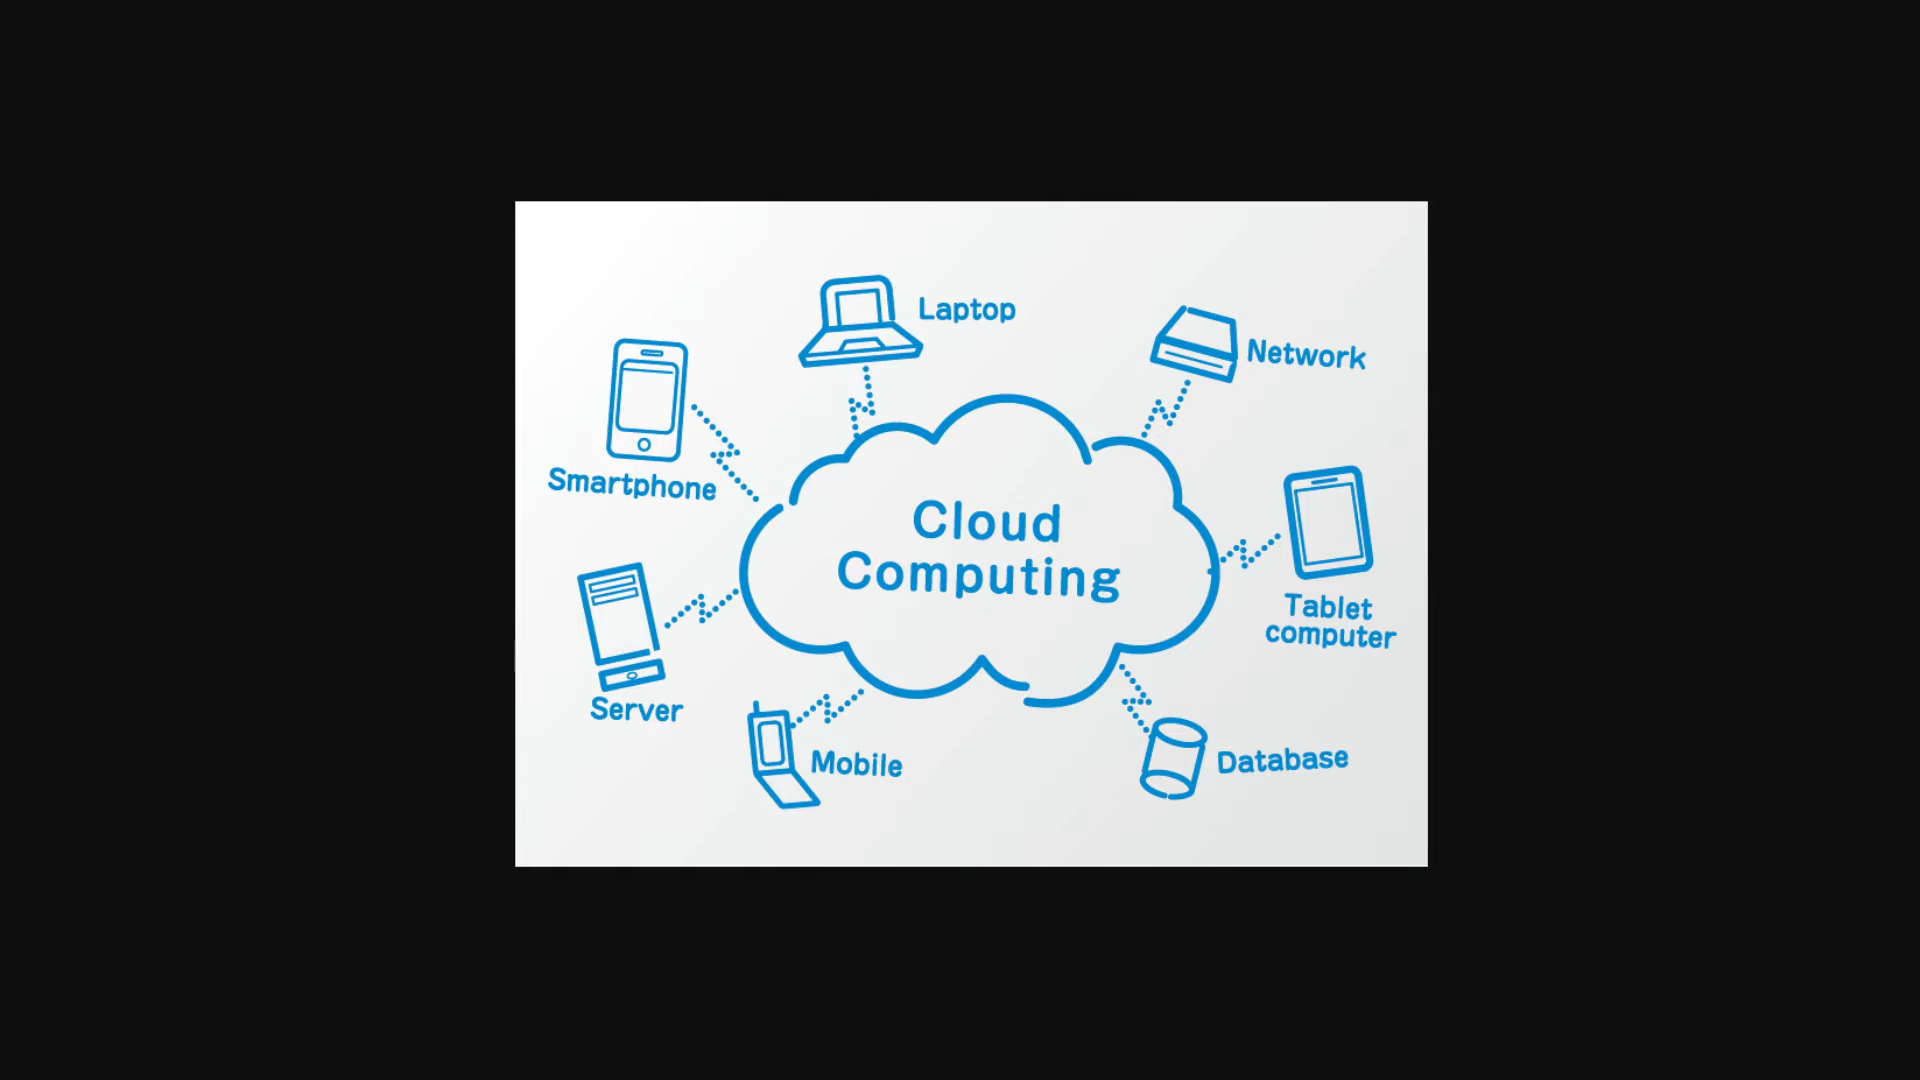 Laptop
Network
Smartphone
Cloud
Computing
Tablet
computer
Server
Mobile
Database